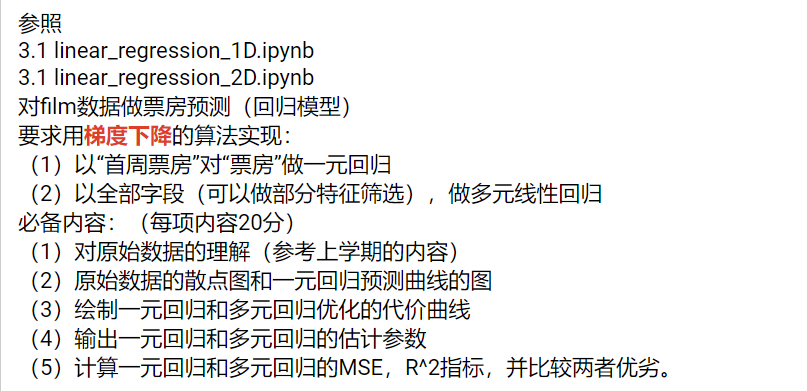 参照
3.1 linear_regression_1D.ipynb
3.1 linear_regression_2D.ipynb
对film数据做票房预测（回归模型）
要求用梯度下降的算法实现：
（1）以“首周票房”对“票房”做一元回归
（2）以全部字段（可以做部分特征筛选），做多元线性回归
必备内容：（每项内容20分）
（1）对原始数据的理解（参考上学期的内容）
（2）原始数据的散点图和一元回归预测曲线的图
（3）绘制一元回归和多元回归优化的代价曲线
（4）输出一元回归和多元回归的估计参数
（5）计算一元回归和多元回归的MSE，R^2指标，并比较两者优劣。